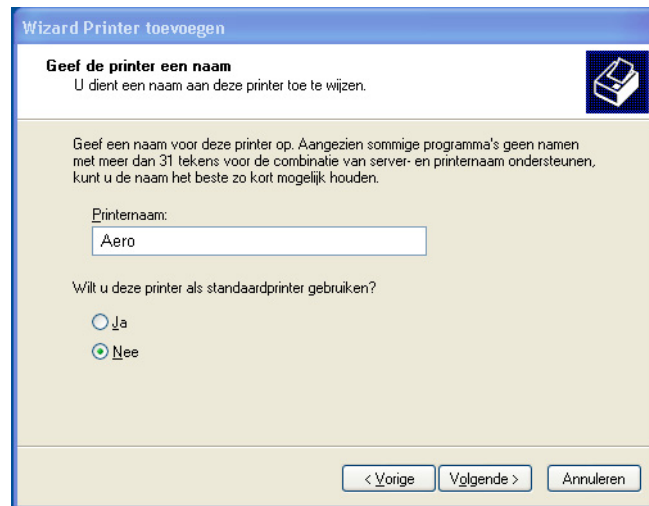 Wizard Printer toevoegen
Geef de printer een naam
U dient een naam aan deze printer toe te wijzen.
Geef een naam voor deze printer op. Aangezien sommige programma's geen namen
met meer dan 31 tekens voor de combinatie van server- en printernaam ondersteunen,
kunt u de naam het beste zo kort mogelijk houden.
Printernaam:
Aero
Wilt u deze printer als standaardprinter gebruiken?
Ja
Nee
< Vorige Volgende > Annuleren